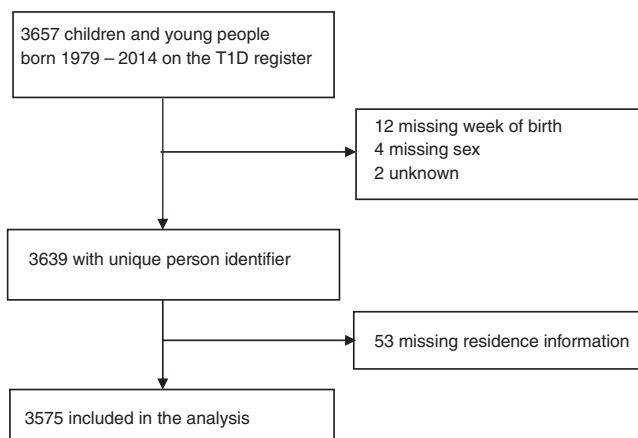 3657 children and young people
born 1979 – 2014 on the T1D register
12 missing week of birth
4 missing sex
2 unknown
3639 with unique person identifier
53 missing residence information
3575 included in the analysis